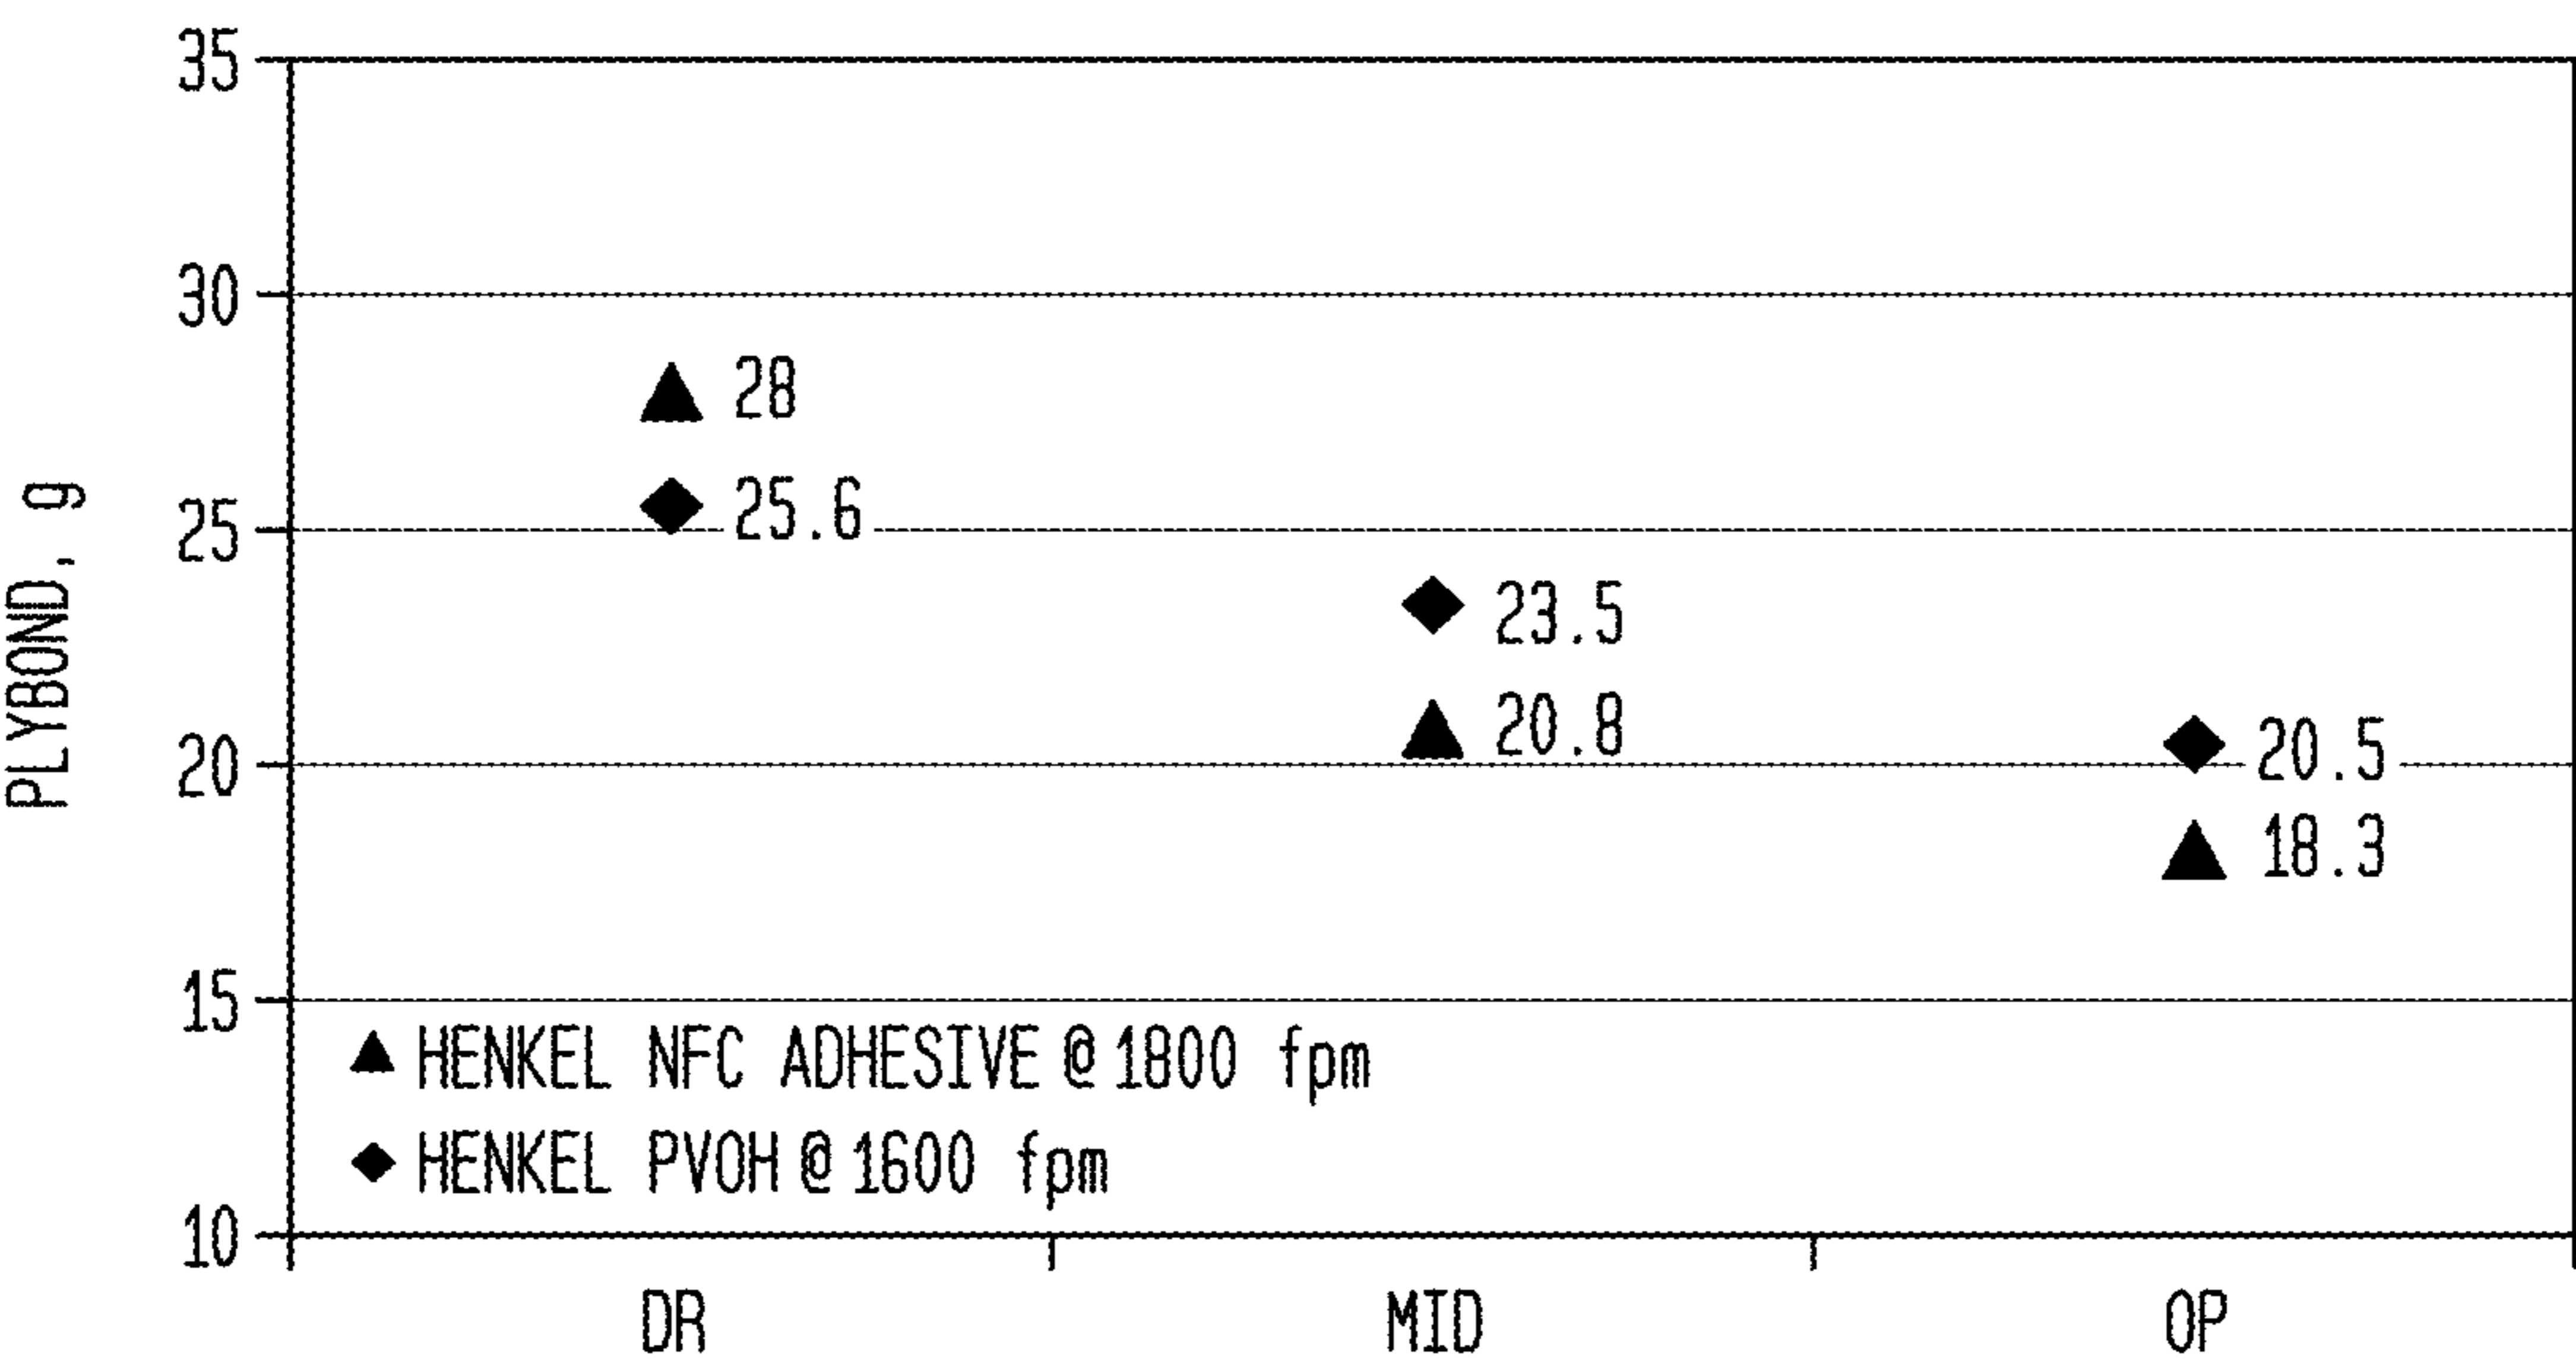 35
30
25
20
15
10
PLYBOND, g
28
25.6
23.5
20.8
20.5
18.3
HENKEL NFC ADHESIVE @ 1800 fpm
HENKEL PVOH @ 1600 fpm
DR
MID
OP